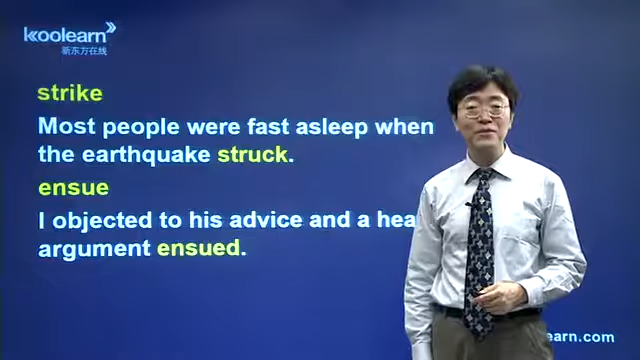 koolearn
新东方在线
strike
Most people were fast asleep when
the earthquake struck.
ensue
I objected to his advice and a
argument ensued.
earn.com